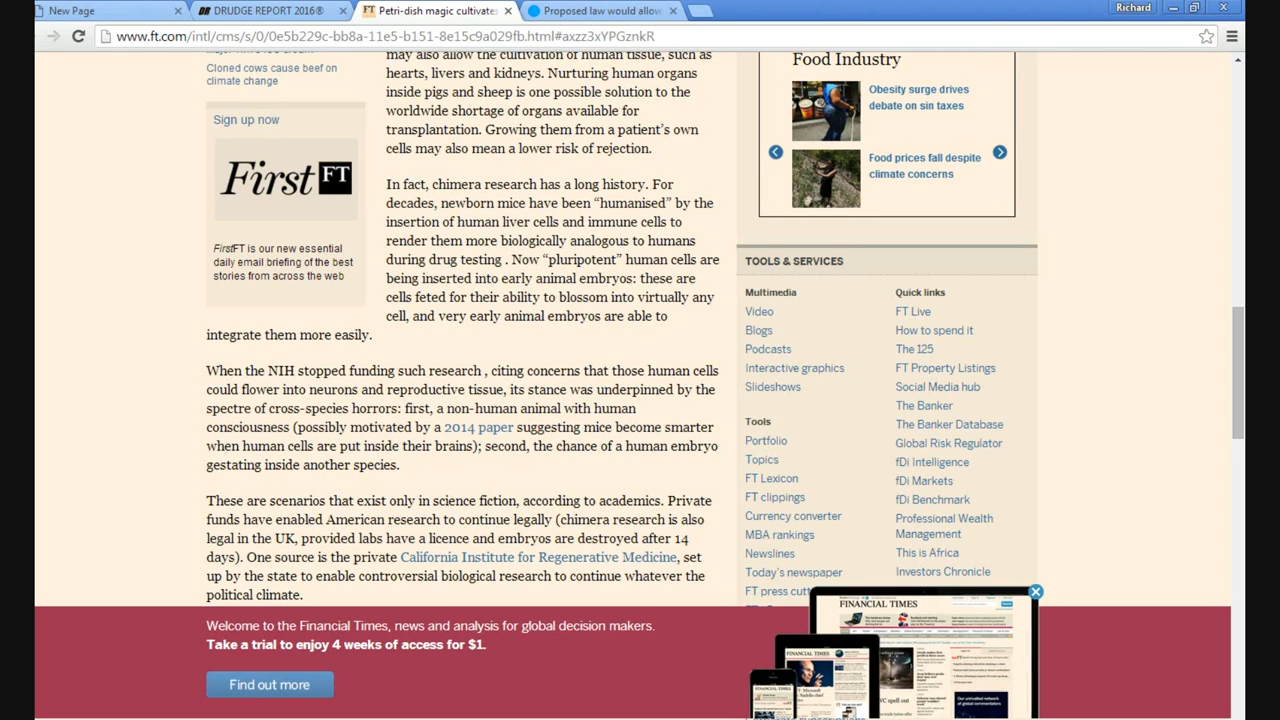 New Page
DRUDGE REPORT 2016®
Petri-dish magic cultivates
Proposed law would allow
Richard
www.ft.com/intl/cms/s/0/0e5b229c-bb8a-11e5-b151-8e15c9a029fb.html#axzz3xYPGznkR
Cloned cows cause beef on
climate change
Sign up now
First FT
FirstFT is our new essential
daily email briefing of the best
stories from across the web
may also allow the cultivation of human tissue, such as
hearts, livers and kidneys. Nurturing human organs
inside pigs and sheep is one possible solution to the
worldwide shortage of organs available for
transplantation. Growing them from a patient's own
cells may also mean a lower risk of rejection.
In fact, chimera research has a long history. For
decades, newborn mice have been “humanised” by the
insertion of human liver cells and immune cells to
render them more biologically analogous to humans
during drug testing . Now “pluripotent” human cells are
being inserted into early animal embryos: these are
cells feted for their ability to blossom into virtually any
cell, and very early animal embryos are able to
integrate them more easily.
When the NIH stopped funding such research , citing concerns that those human cells
could flower into neurons and reproductive tissue, its stance was underpinned by the
spectre of cross-species horrors: first, a non-human animal with human
consciousness (possibly motivated by a 2014 paper suggesting mice become smarter
when human cells are put inside their brains); second, the chance of a human embryo
gestating inside another species.
These are scenarios that exist only in science fiction, according to academics. Private
funds have enabled American research to continue legally (chimera research is also
legal in the UK, provided labs have a licence and embryos are destroyed after 14
days). One source is the private California Institute for Regenerative Medicine, set
up by the state to enable controversial biological research to continue whatever the
political climate.
Food Industry
Obesity surge drives
debate on sin taxes
Food prices fall despite
climate concerns
TOOLS & SERVICES
Multimedia
Video
Blogs
Podcasts
Interactive graphics
Slideshows
Tools
Portfolio
Topics
FT Lexicon
FT clippings
Currency converter
MBA rankings
Newslines
Today's newspaper
FT press cutt
Quick links
FT Live
How to spend it
The 125
FT Property Listings
Social Media hub
The Banker
The Banker Database
Global Risk Regulator
fDi Intelligence
fDi Markets
fDi Benchmark
Professional Wealth
Management
This is Africa
Investors Chronicle
Welcome to the Financial Times, news and analysis for global decision makers.
Take a trial to enjoy 4 weeks of access for $1.
Find out more
FINANCIAL TIMES
FINANCIAL TIMES
FINANCIAL TIMES